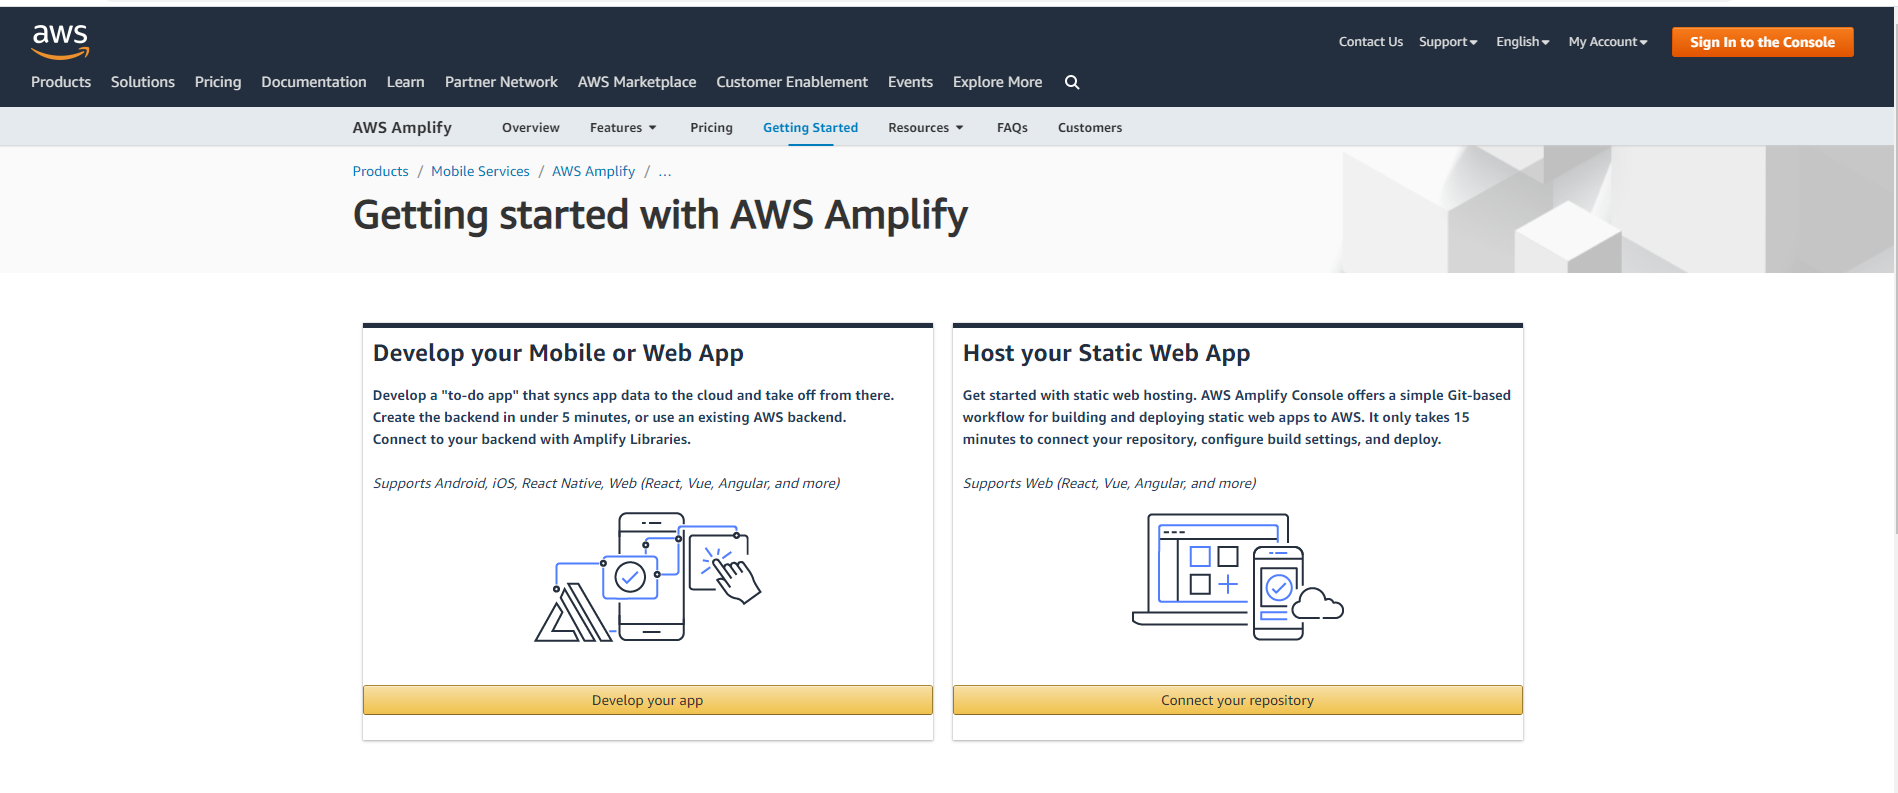 aws
Contact Us Support English My Account Sign In to the Console
Products Solutions Pricing Documentation Learn Partner Network AWS Marketplace Customer Enablement Events Explore More
AWS Amplify Overview Features Pricing Getting Started Resources FAQs Customers
Products / Mobile Services / AWS Amplify / ...
Getting started with AWS Amplify
Develop your Mobile or Web App
Develop a "to-do app" that syncs app data to the cloud and take off from there.
Create the backend in under 5 minutes, or use an existing AWS backend.
Connect to your backend with Amplify Libraries.
Supports Android, iOS, React Native, Web (React, Vue, Angular, and more)
Develop your app
Host your Static Web App
Get started with static web hosting. AWS Amplify Console offers a simple Git-based
workflow for building and deploying static web apps to AWS. It only takes 15
minutes to connect your repository, configure build settings, and deploy.
Supports Web (React, Vue, Angular, and more)
Connect your repository